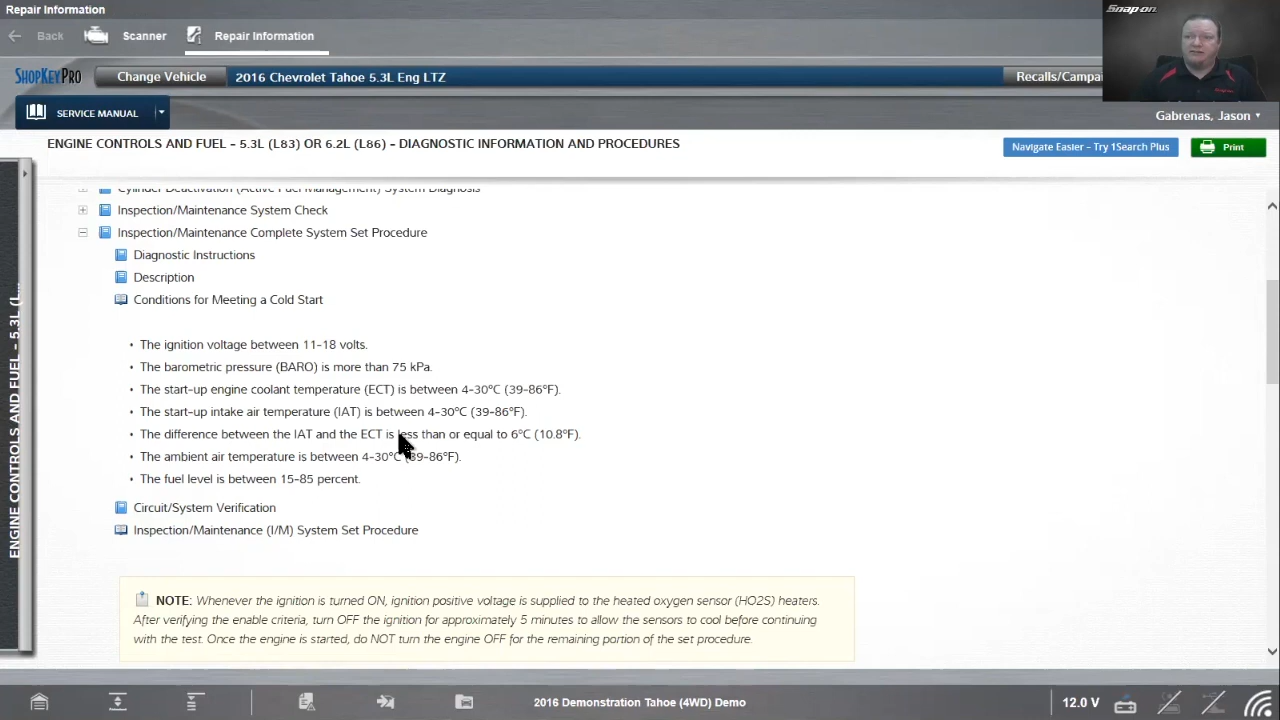 Repair Information
Back
Scanner
Repair Information
Snap-on
SHOPKEYPRO
Change Vehicle
2016 Chevrolet Tahoe 5.3L Eng LTZ
Recalls/Campa
SERVICE MANUAL
Gabrenas, Jason
ENGINE CONTROLS AND FUEL - 5.3L (L83) OR 6.2L (L86) - DIAGNOSTIC INFORMATION AND PROCEDURES
Navigate Easier - Try 1Search Plus
Print
Cylinder Deactivation (Active Fuel Management) System Diagnosis
Inspection/Maintenance System Check
Inspection/Maintenance Complete System Set Procedure
Diagnostic Instructions
Description
Conditions for Meeting a Cold Start
• The ignition voltage between 11-18 volts.
• The barometric pressure (BARO) is more than 75 kPa.
• The start-up engine coolant temperature (ECT) is between 4-30°C (39-86°F).
• The start-up intake air temperature (IAT) is between 4-30°C (39-86°F).
• The difference between the IAT and the ECT is less than or equal to 6°C (10.8°F).
• The ambient air temperature is between 4-30°C (39-86°F).
• The fuel level is between 15-85 percent.
Circuit/System Verification
Inspection/Maintenance (I/M) System Set Procedure
NOTE: Whenever the ignition is turned ON, ignition positive voltage is supplied to the heated oxygen sensor (HO2S) heaters.
After verifying the enable criteria, turn OFF the ignition for approximately 5 minutes to allow the sensors to cool before continuing
with the test. Once the engine is started, do NOT turn the engine OFF for the remaining portion of the set procedure.
ENGINE CONTROLS AND FUEL - 5.3L (L...
2016 Demonstration Tahoe (4WD) Demo
12.0 V